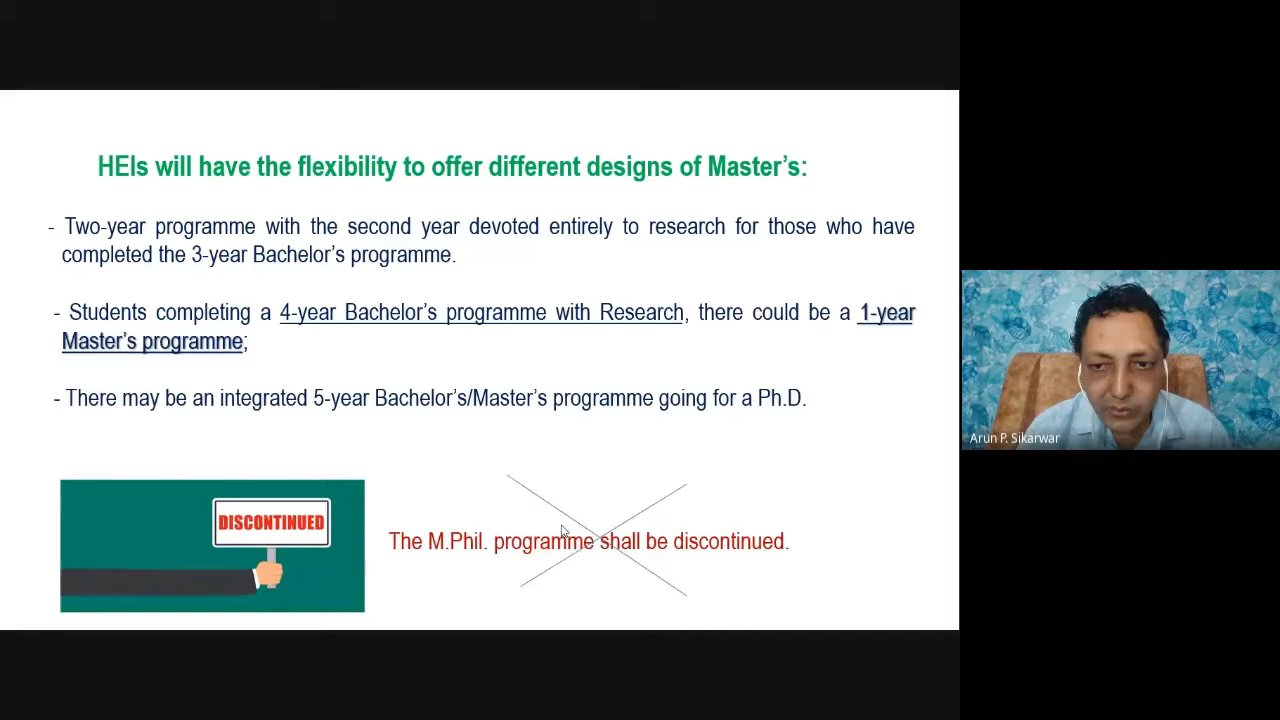 HEIs will have the flexibility to offer different designs of Master’s:
- Two-year programme with the second year devoted entirely to research for those who have
completed the 3-year Bachelor’s programme.
- Students completing a 4-year Bachelor’s programme with Research, there could be a 1-year
Master’s programme;
- There may be an integrated 5-year Bachelor’s/Master’s programme going for a Ph.D.
DISCONTINUED
The M.Phil. programme shall be discontinued.
Arun P. Sikarwar